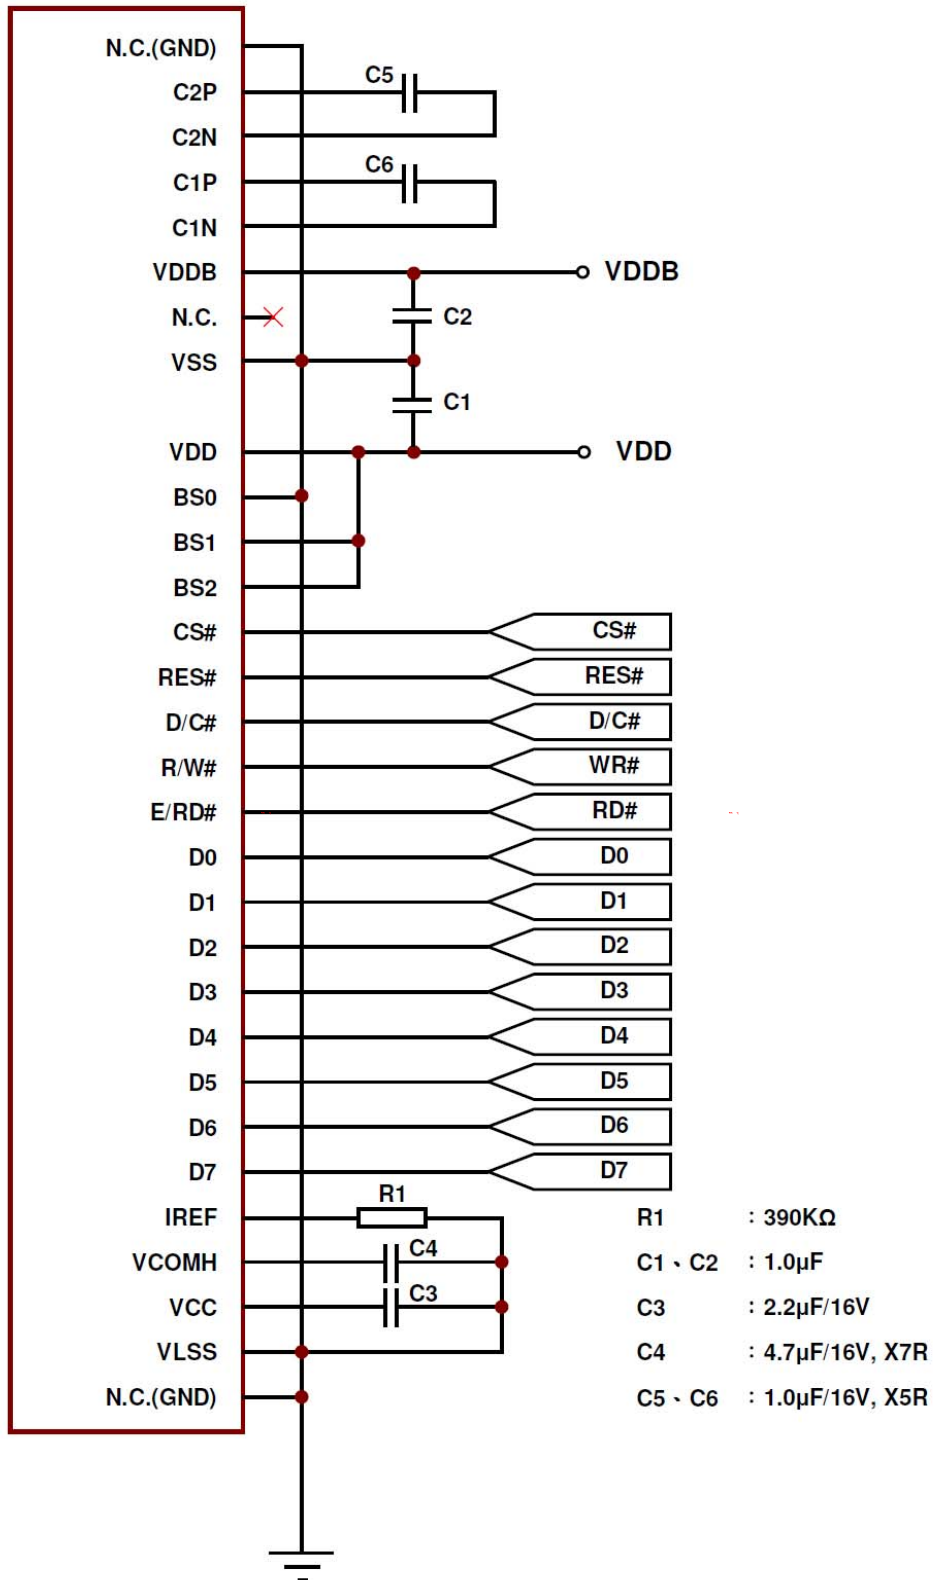 N.C.(GND)
C5
C2P
C2N
C6
C1P
C1N
VDDB VDDB
N.C. C2
VSS
C1
VDD VDD
BS0
BS1
BS2
CS# CS#
RES# RES#
D/C# D/C#
R/W# WR#
E/RD# RD#
D0 D0
D1 D1
D2 D2
D3 D3
D4 D4
D5 D5
D6 D6
D7 D7
R1
IREF R1 : 390KΩ
C4
VCOMH C1、C2 : 1.0µF
C3
VCC C3 : 2.2µF/16V
VLSS C4 : 4.7µF/16V, X7R
N.C.(GND) C5、C6 : 1.0µF/16V, X5R